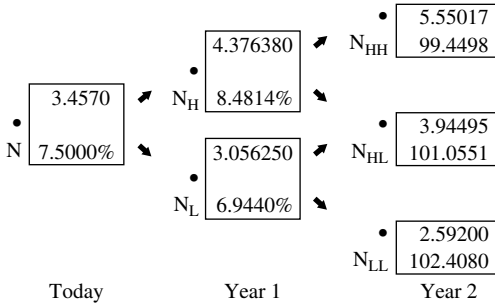 5.55017
N_HH 99.4498
4.376380
N_H 8.4814%
3.4570
N 7.5000%
3.94495
N_HL 101.0551
3.056250
N_L 6.9440%
2.59200
N_LL 102.4080
Today Year 1 Year 2